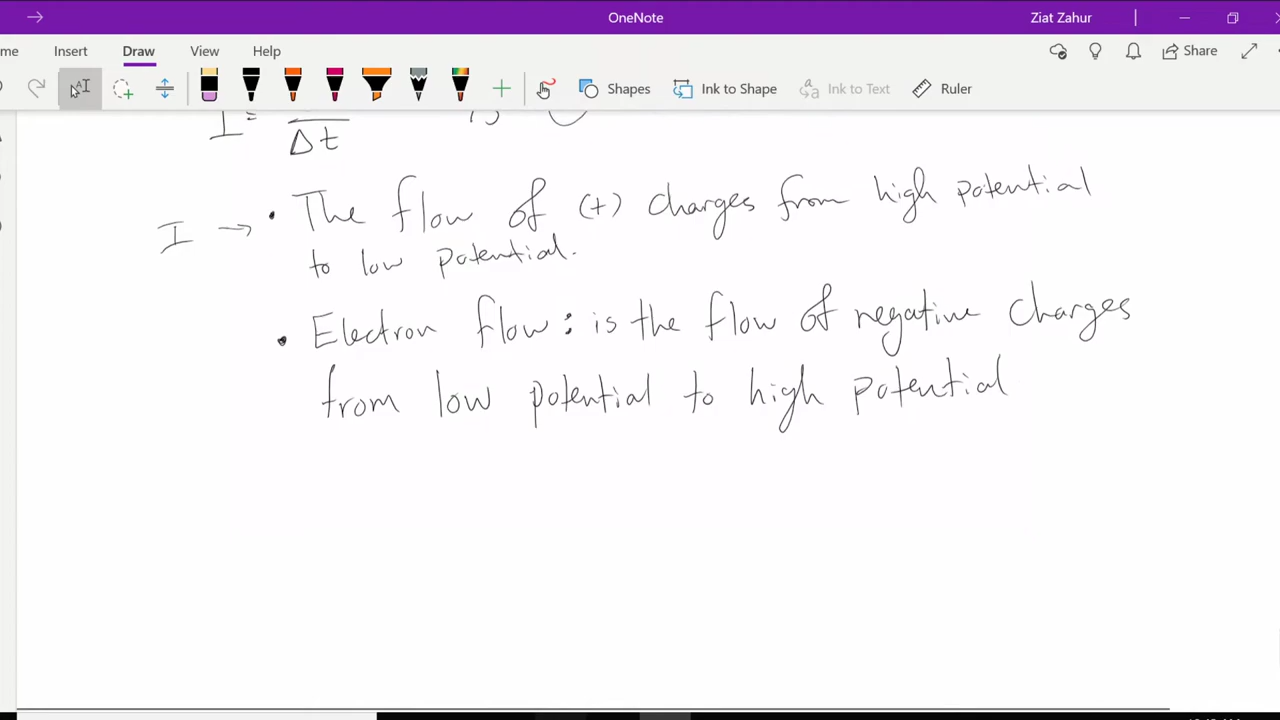 OneNote
Ziat Zahur
me Insert Draw View Help Share
Shapes Ink to Shape Ink to Text Ruler
I =
Δt
I → • The flow of (+) charges from high potential
to low potential.
• Electron flow: is the flow of negative charges
from low potential to high potential